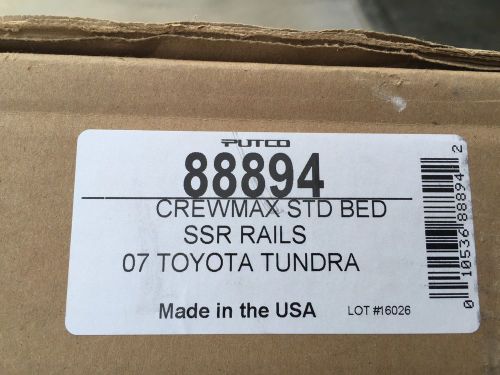 PUTCO
88894
CREWMAX STD BED
SSR RAILS
07 TOYOTA TUNDRA
Made in the USA
LOT #16026
0 10536 88894 2